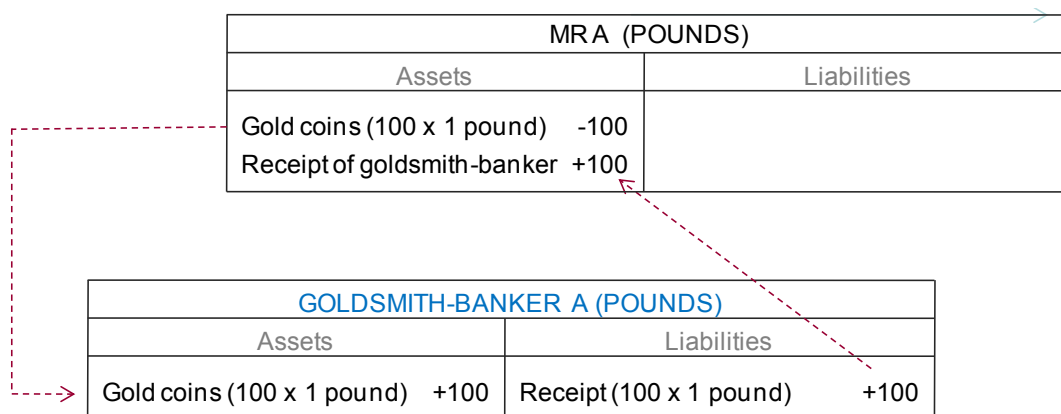 MR A (POUNDS)
Assets Liabilities
Gold coins (100 x 1 pound) -100
Receipt of goldsmith-banker +100
GOLDSMITH-BANKER A (POUNDS)
Assets Liabilities
Gold coins (100 x 1 pound) +100 Receipt (100 x 1 pound) +100